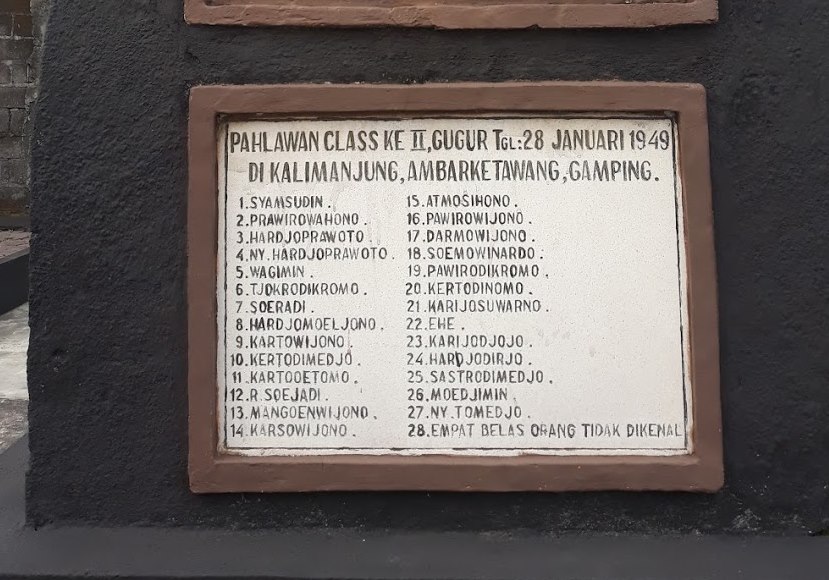 PAHLAWAN CLASS KE II, GUGUR TGL: 28 JANUARI 1949
DI KALIMANJUNG, AMBARKETAWANG, GAMPING.
1. SYAMSUDIN.
2. PRAWIROWAHONO.
3. HARDJOPRAWOTO.
4. NY. HARDJOPRAWOTO.
5. WAGIMIN.
6. TJOKRODIKROMO.
7. SOERADI.
8. HARDJOMOELJONO.
9. KARTOWIJONO.
10. KERTODIMEDJO.
11. KARTOOETOMO.
12. R. SOEJADI.
13. MANGOENWIJONO.
14. KARSOWIJONO.
15. ATMOSIHONO.
16. PAWIROWIJONO.
17. DARMOWIJONO.
18. SOEMOWINARDO.
19. PAWIRODIKROMO.
20. KERTODINOMO.
21. KARIJOSUWARNO.
22. EHE.
23. KARIJODJOJO.
24. HARDJODIRJO.
25. SASTRODIMEDJO.
26. MOEDJIMIN.
27. NY. TOMEDJO.
28. EMPAT BELAS ORANG TIDAK DIKENAL